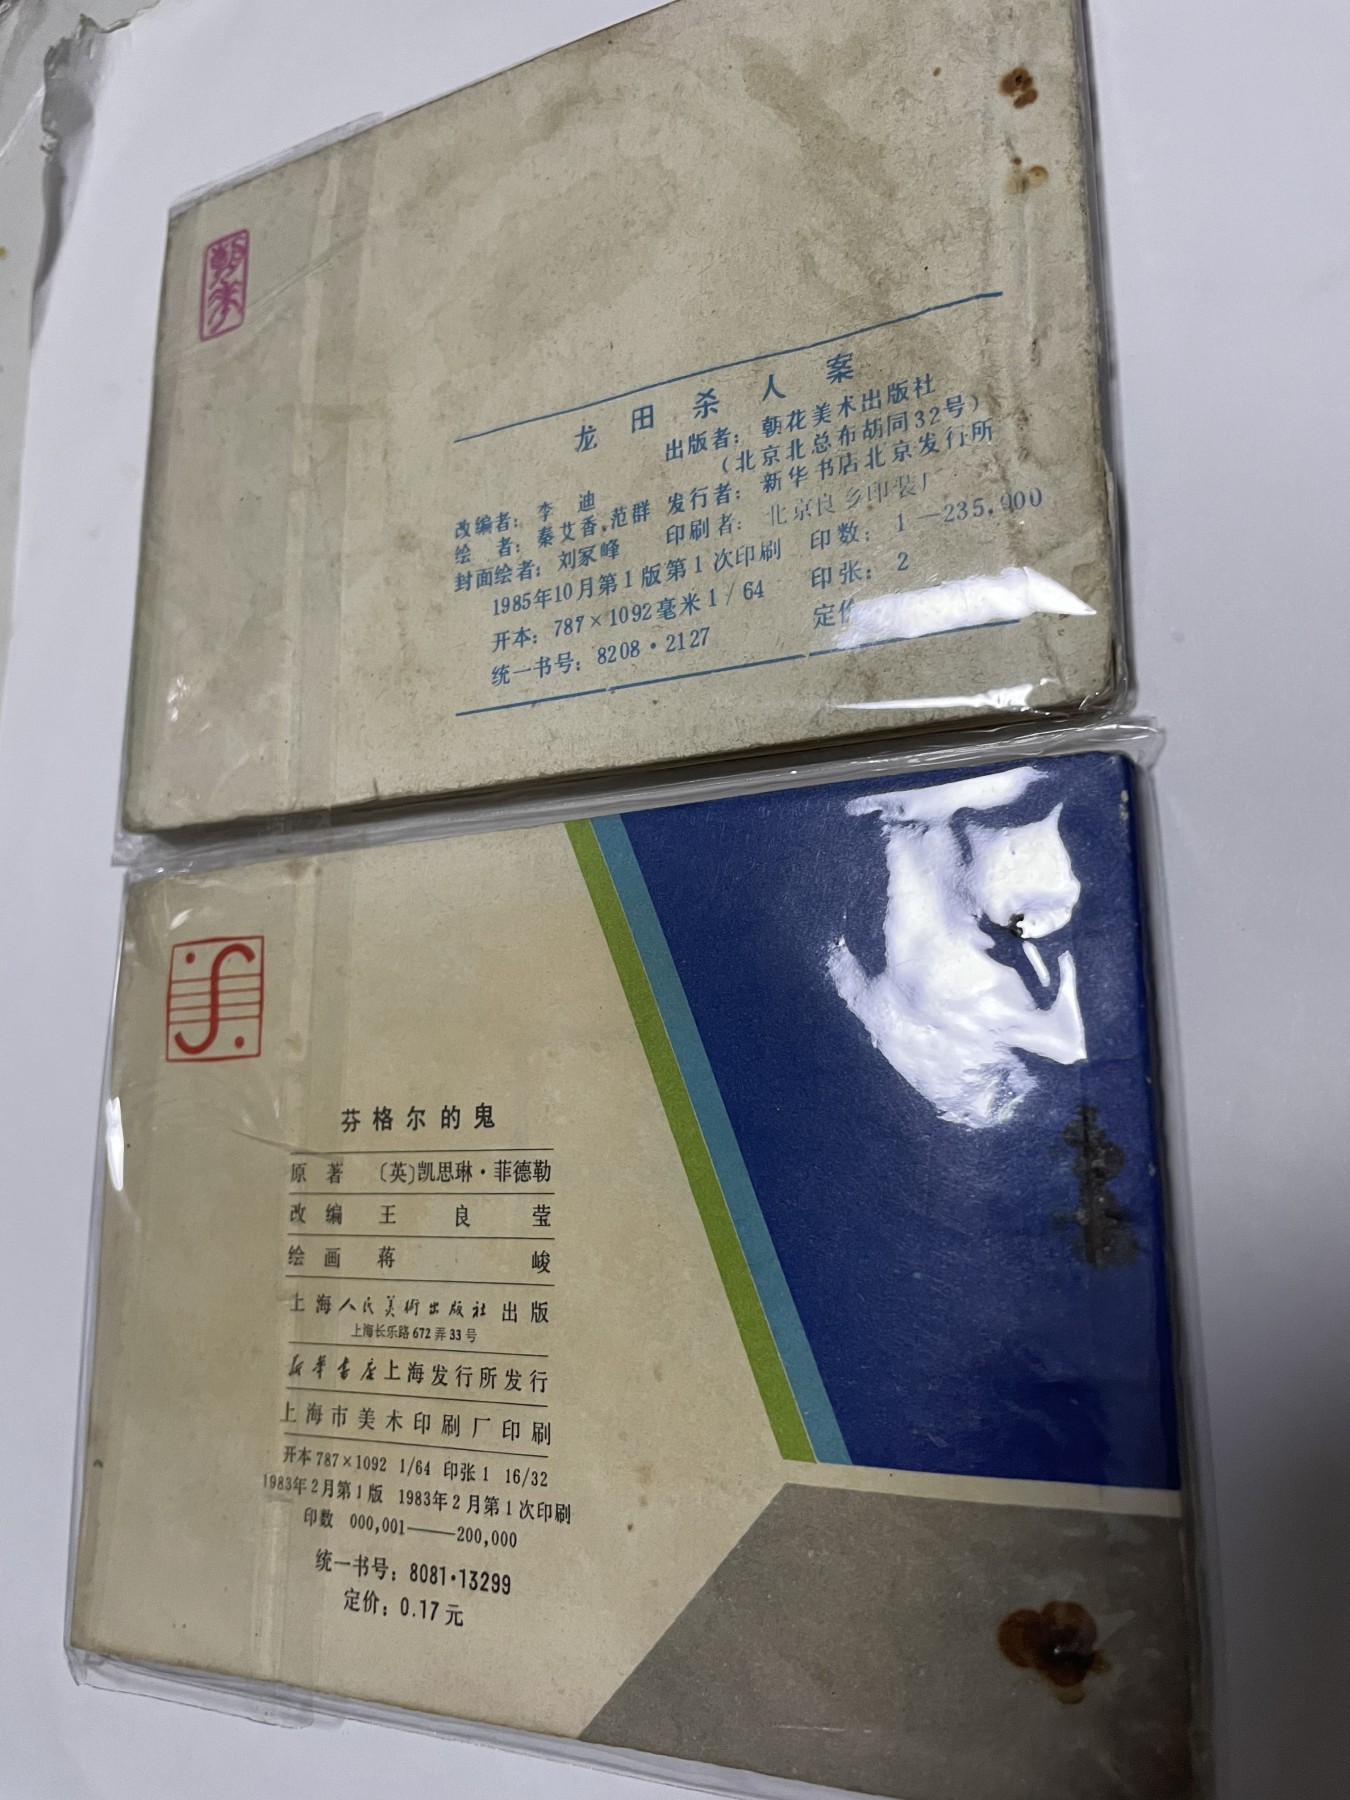 朝花
龙田杀人案
出版者：朝花美术出版社
（北京北总布胡同32号）
改编者：李迪 发行者：新华书店北京发行所
绘者：秦艾香、范群 印刷者：北京良乡印装厂
封面绘者：刘冢峰
1985年10月第1版第1次印刷 印数：1—235,900
开本：787×1092毫米1/64 印张：2
统一书号：8208·2127 定价
芬格尔的鬼
原著 〔英〕凯思琳·菲德勒
改编 王良莹
绘画 蒋峻
上海人民美術出版社出版
上海长乐路672弄33号
新華書店上海发行所发行
上海市美术印刷厂印刷
开本787×1092 1/64 印张1 16/32
1983年2月第1版 1983年2月第1次印刷
印数 000,001——200,000
统一书号：8081·13299
定价：0.17元